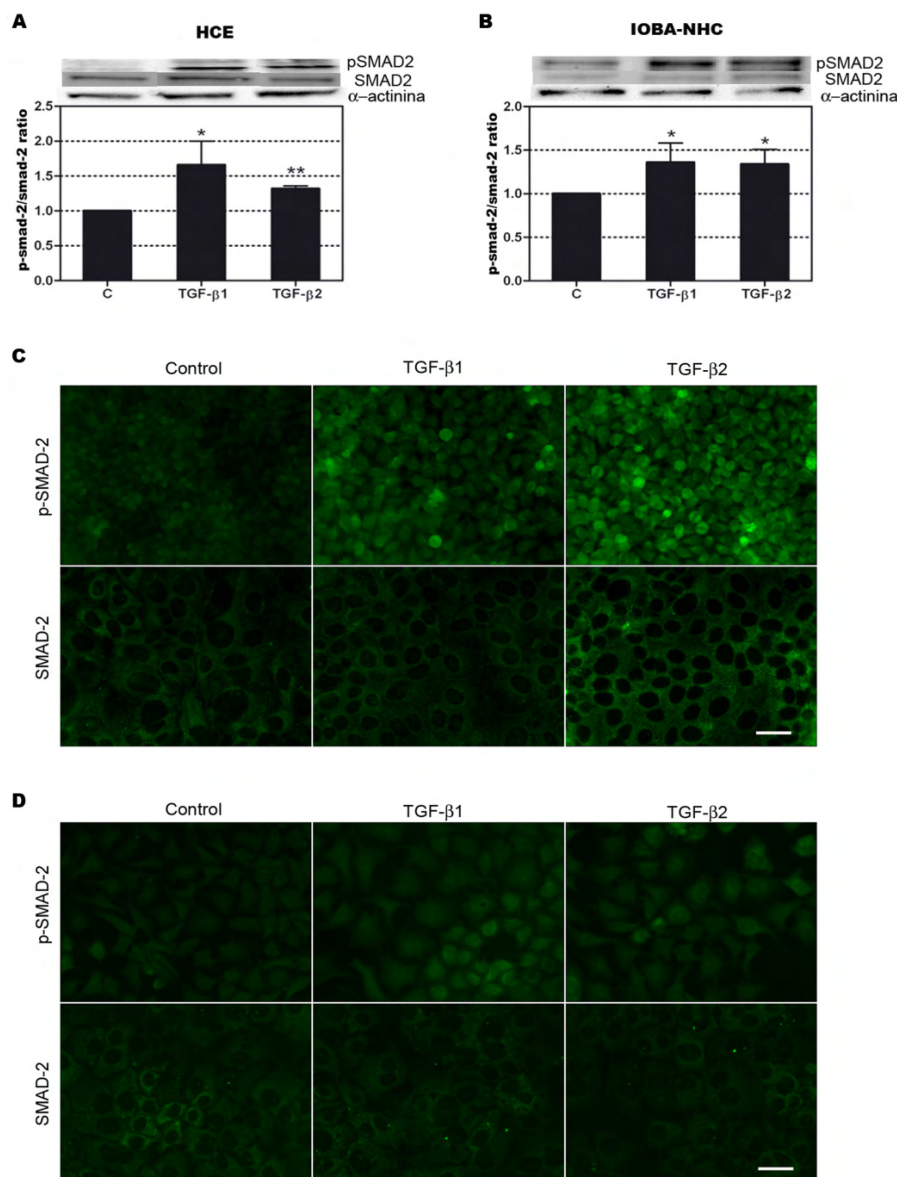 A
HCE
pSMAD2
SMAD2
α–actinina
p-smad-2/smad-2 ratio
2.5
2.0
1.5
1.0
0.5
0.0
*
**
C
TGF-β1
TGF-β2
B
IOBA-NHC
pSMAD2
SMAD2
α–actinina
p-smad-2/smad-2 ratio
2.0
1.5
1.0
0.5
0.0
*
*
C
TGF-β1
TGF-β2
C
Control
TGF-β1
TGF-β2
p-SMAD-2
SMAD-2
D
Control
TGF-β1
TGF-β2
p-SMAD-2
SMAD-2